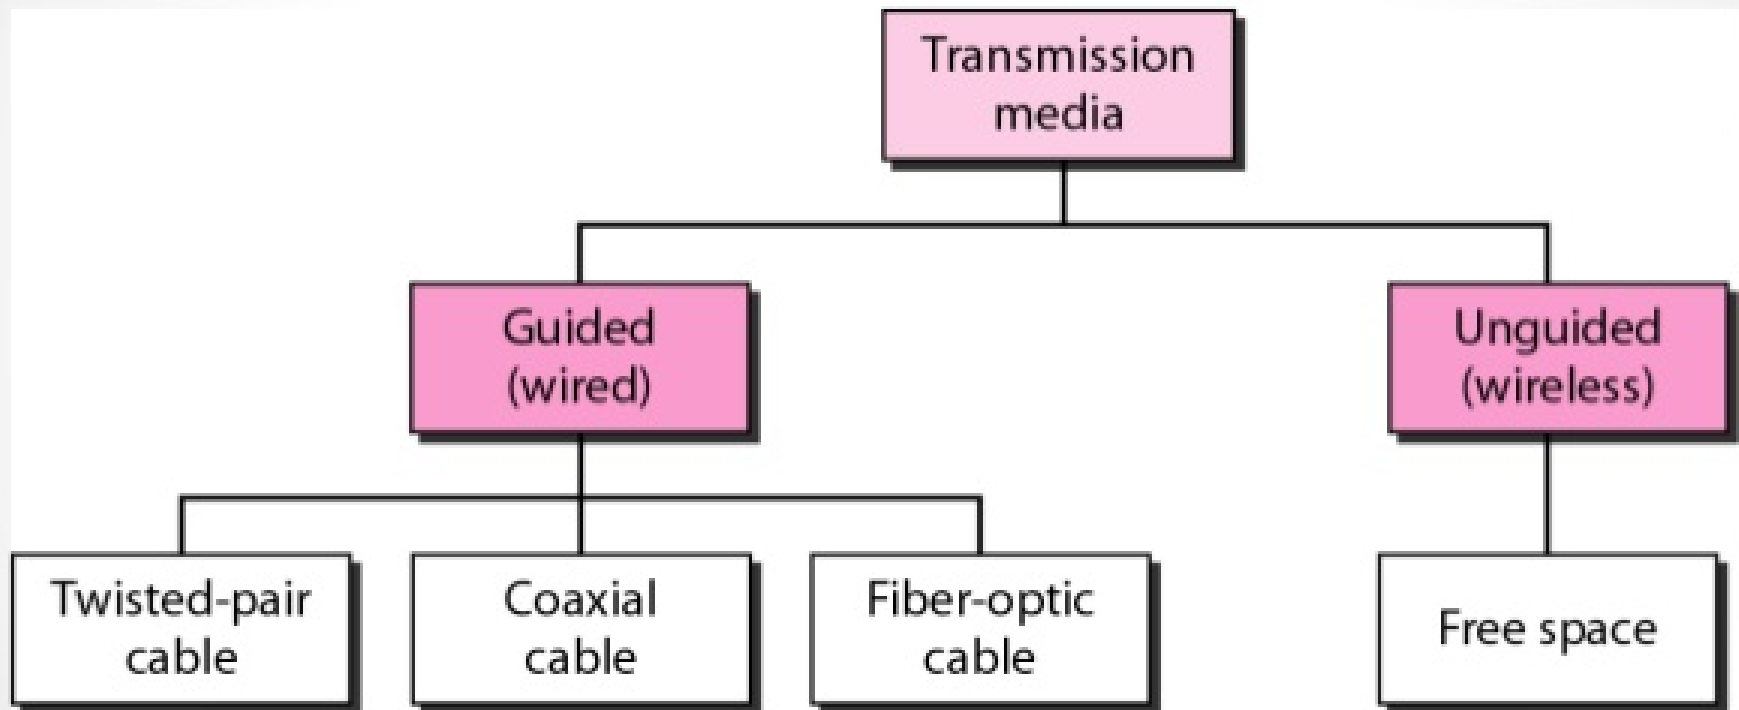 Transmission
media
Guided
(wired)
Unguided
(wireless)
Twisted-pair
cable
Coaxial
cable
Fiber-optic
cable
Free space